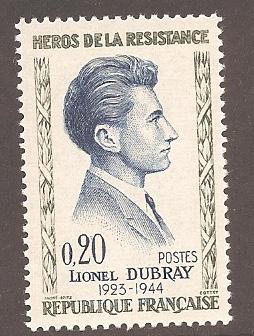 HEROS DE LA RESISTANCE
0,20 POSTES
LIONEL DUBRAY
1923-1944
REPUBLIQUE FRANÇAISE